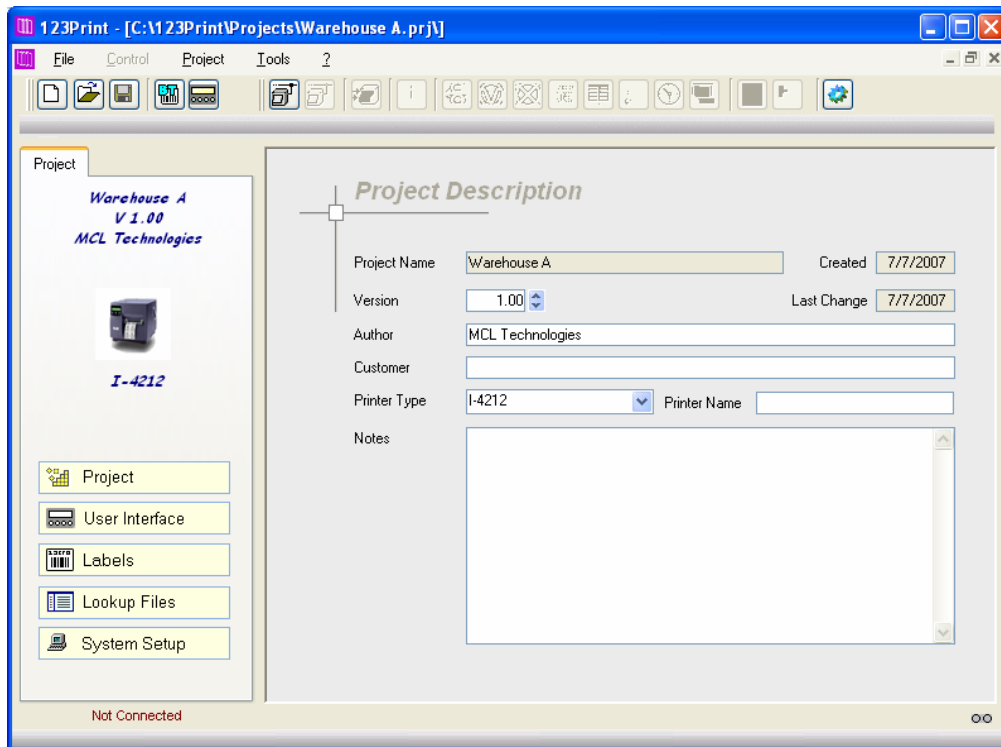 123Print - [C:\123Print\Projects\Warehouse A.prj\]
File Control Project Tools ?
Project
Warehouse A
V 1.00
MCL Technologies
I-4212
Project
User Interface
Labels
Lookup Files
System Setup
Not Connected
Project Description
Project Name Warehouse A Created 7/7/2007
Version 1.00 Last Change 7/7/2007
Author MCL Technologies
Customer
Printer Type I-4212 Printer Name
Notes